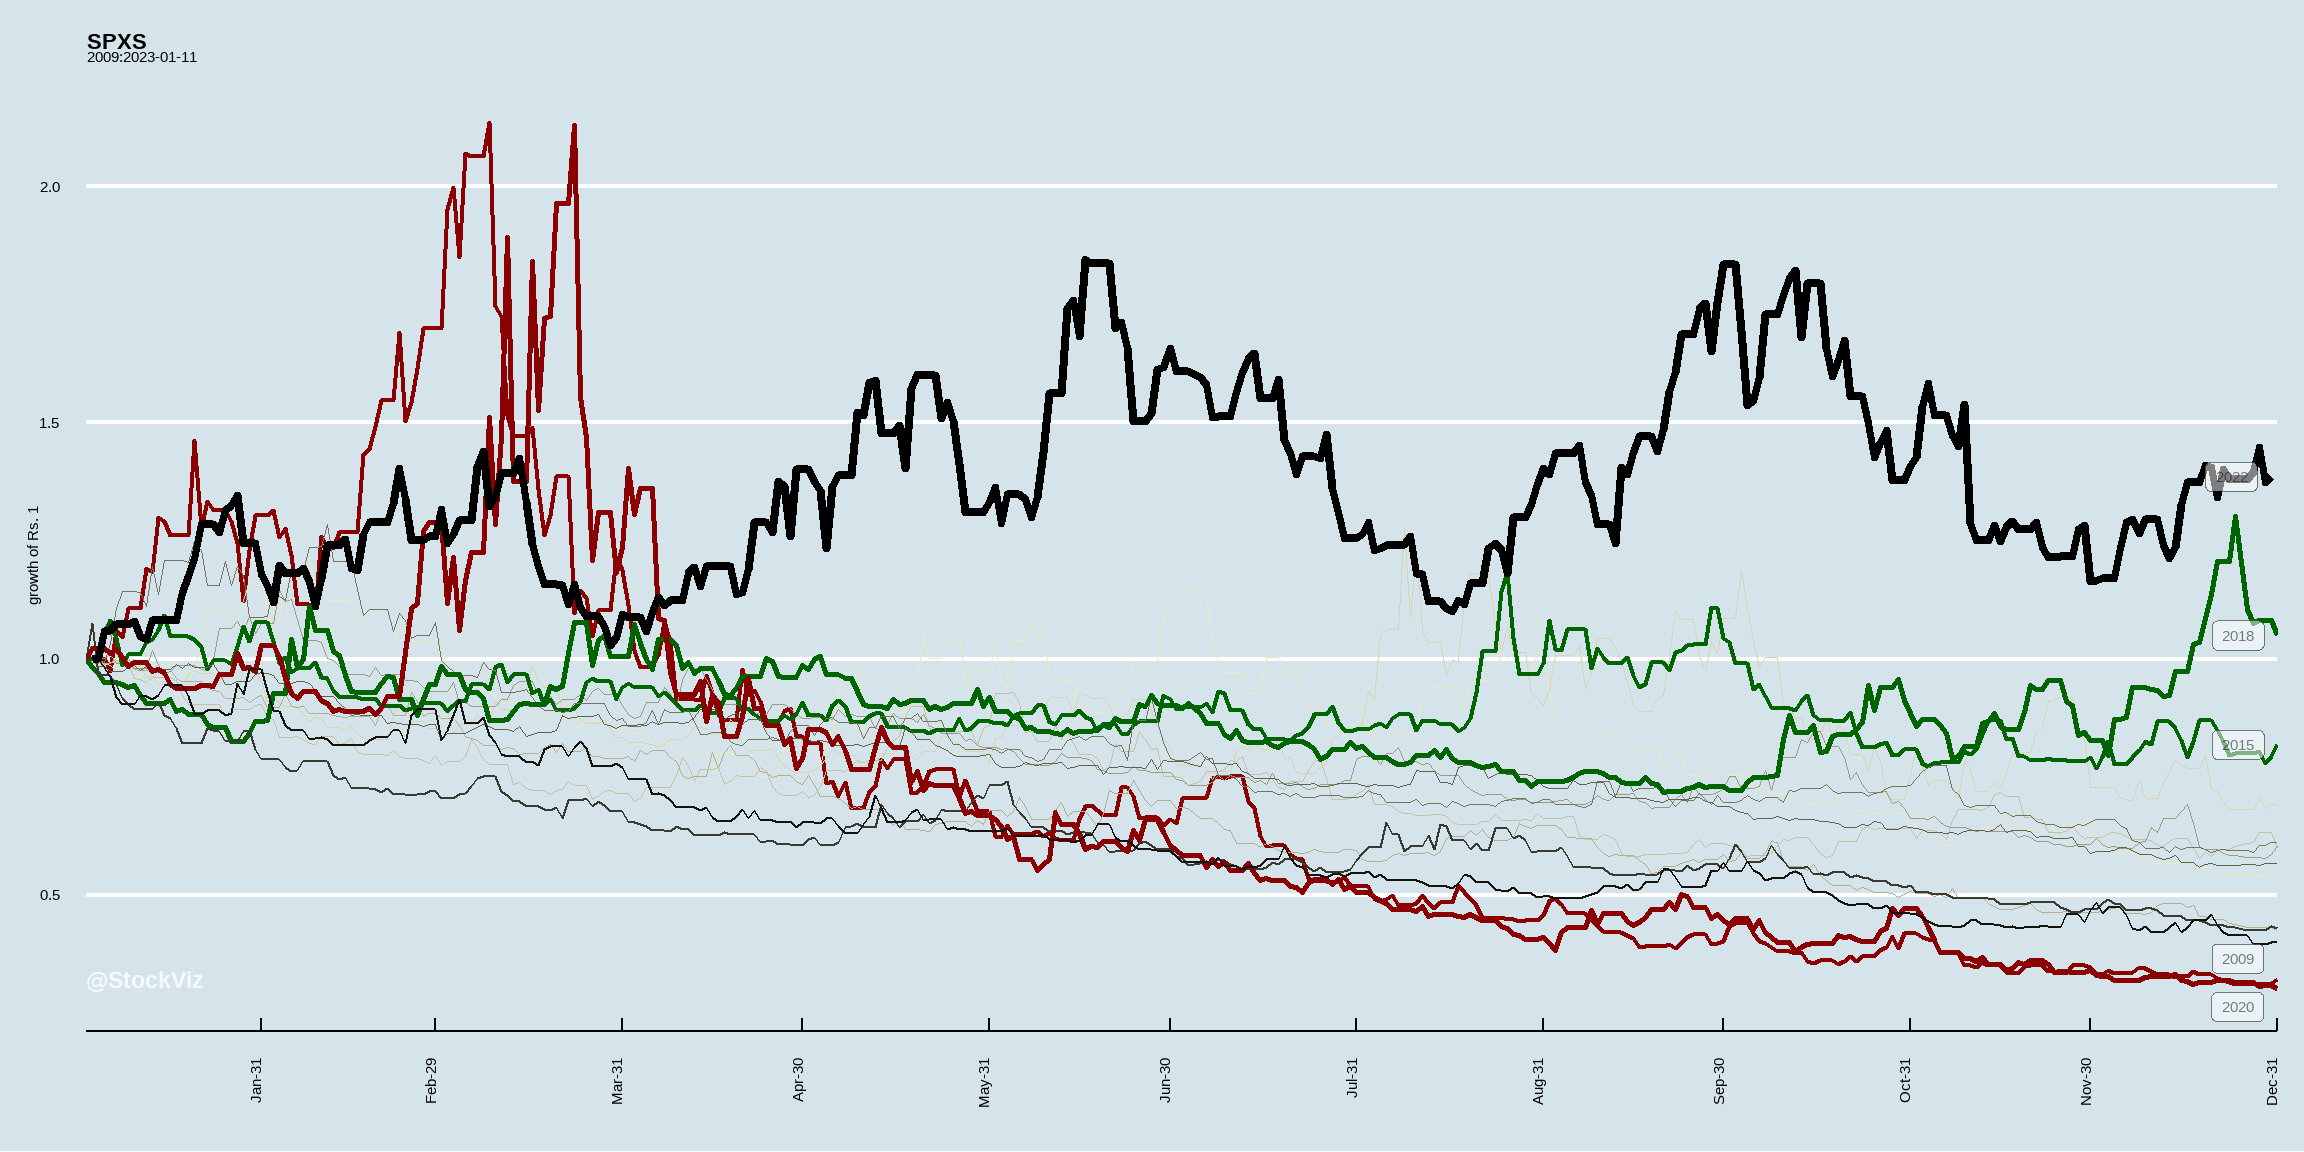 SPXS
2009:2023-01-11
growth of Rs. 1
2.0
1.5
1.0
0.5
2022
2018
2015
2009
2020
@StockViz
Jan-31
Feb-29
Mar-31
Apr-30
May-31
Jun-30
Jul-31
Aug-31
Sep-30
Oct-31
Nov-30
Dec-31